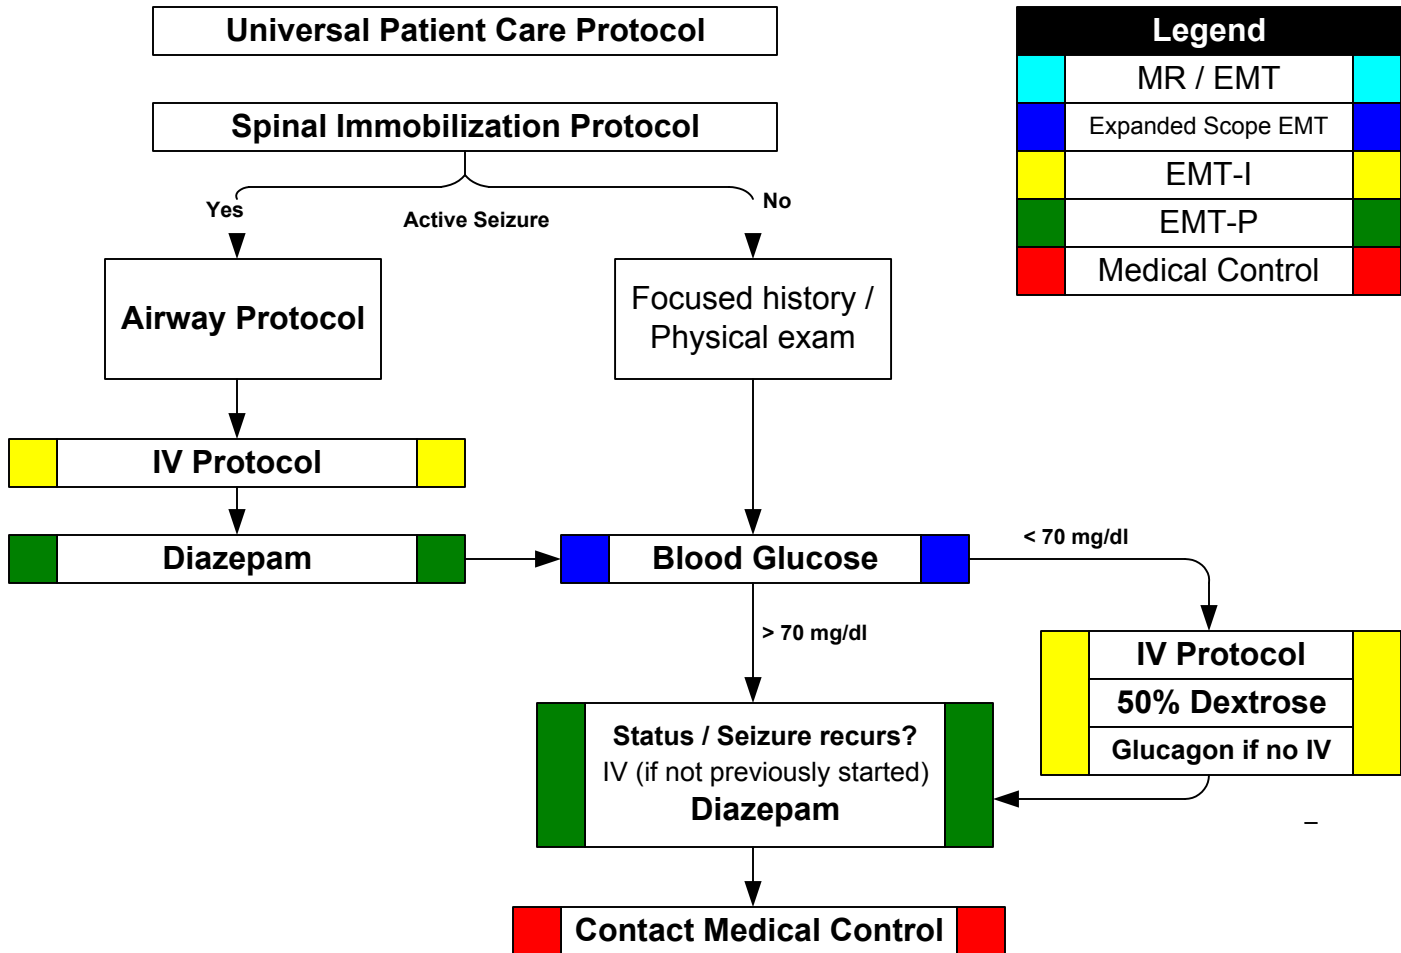 Universal Patient Care Protocol
Spinal Immobilization Protocol
Yes
Active Seizure
No
Airway Protocol
Focused history /
Physical exam
IV Protocol
Diazepam
Blood Glucose
< 70 mg/dl
> 70 mg/dl
IV Protocol
50% Dextrose
Glucagon if no IV
Status / Seizure recurs?
IV (if not previously started)
Diazepam
_
Contact Medical Control
Legend
MR / EMT
Expanded Scope EMT
EMT-I
EMT-P
Medical Control